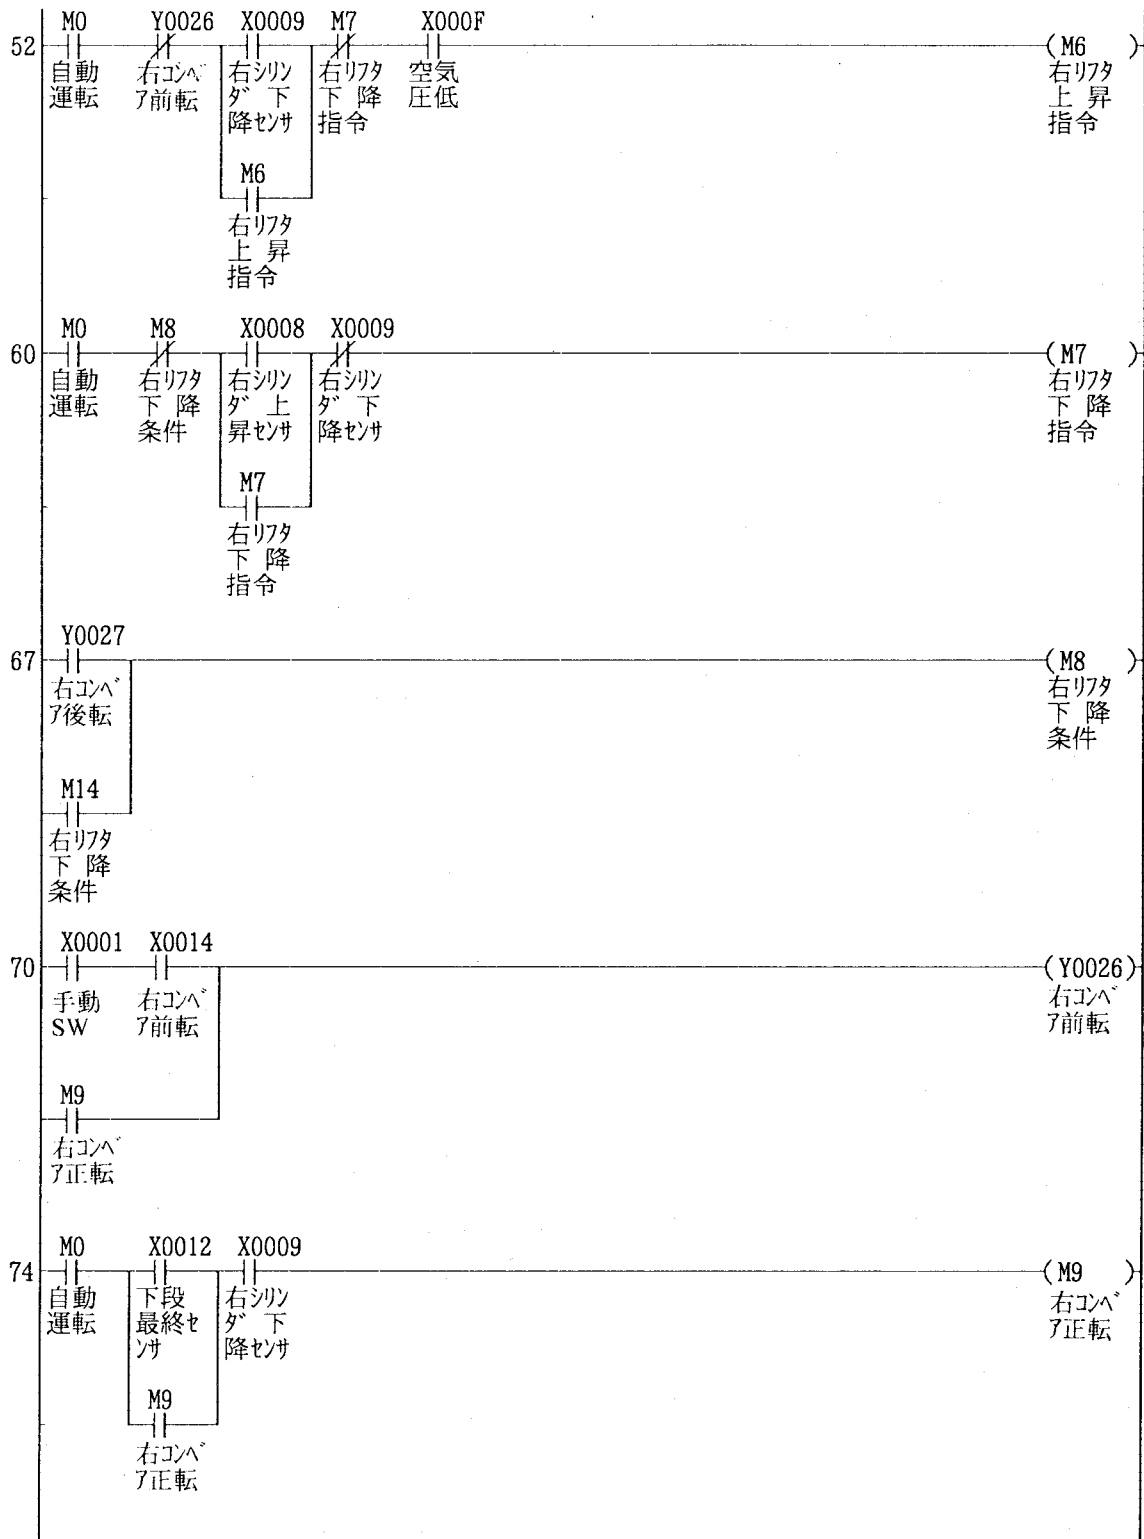 M0 Y0026 X0009 M7 X000F
52 (M6 )
自動 右ｺﾝﾍﾞ 右ｼﾘﾝ 右ﾘﾌﾀ 空気 右ﾘﾌﾀ
運転 ｱ前転 ﾀﾞ 下 下 降 圧低 上 昇
降ｾﾝｻ 指令 指令
M6
右ﾘﾌﾀ
上 昇
指令
M0 M8 X0008 X0009
60 (M7 )
自動 右ﾘﾌﾀ 右ｼﾘﾝ 右ｼﾘﾝ 右ﾘﾌﾀ
運転 下 降 ﾀﾞ 上 ﾀﾞ 下 下 降
条件 昇ｾﾝｻ 降ｾﾝｻ 指令
M7
右ﾘﾌﾀ
下 降
指令
Y0027
67 (M8 )
右ｺﾝﾍﾞ 右ﾘﾌﾀ
ｱ後転 下 降
条件
M14
右ﾘﾌﾀ
下 降
条件
X0001 X0014
70 (Y0026)
手動 右ｺﾝﾍﾞ 右ｺﾝﾍﾞ
SW ｱ前転 ｱ前転
M9
右ｺﾝﾍﾞ
ｱ正転
M0 X0012 X0009
74 (M9 )
自動 下段 右ｼﾘﾝ 右ｺﾝﾍﾞ
運転 最終ｾ ﾀﾞ 下 ｱ正転
ﾝｻ 降ｾﾝｻ
M9
右ｺﾝﾍﾞ
ｱ正転